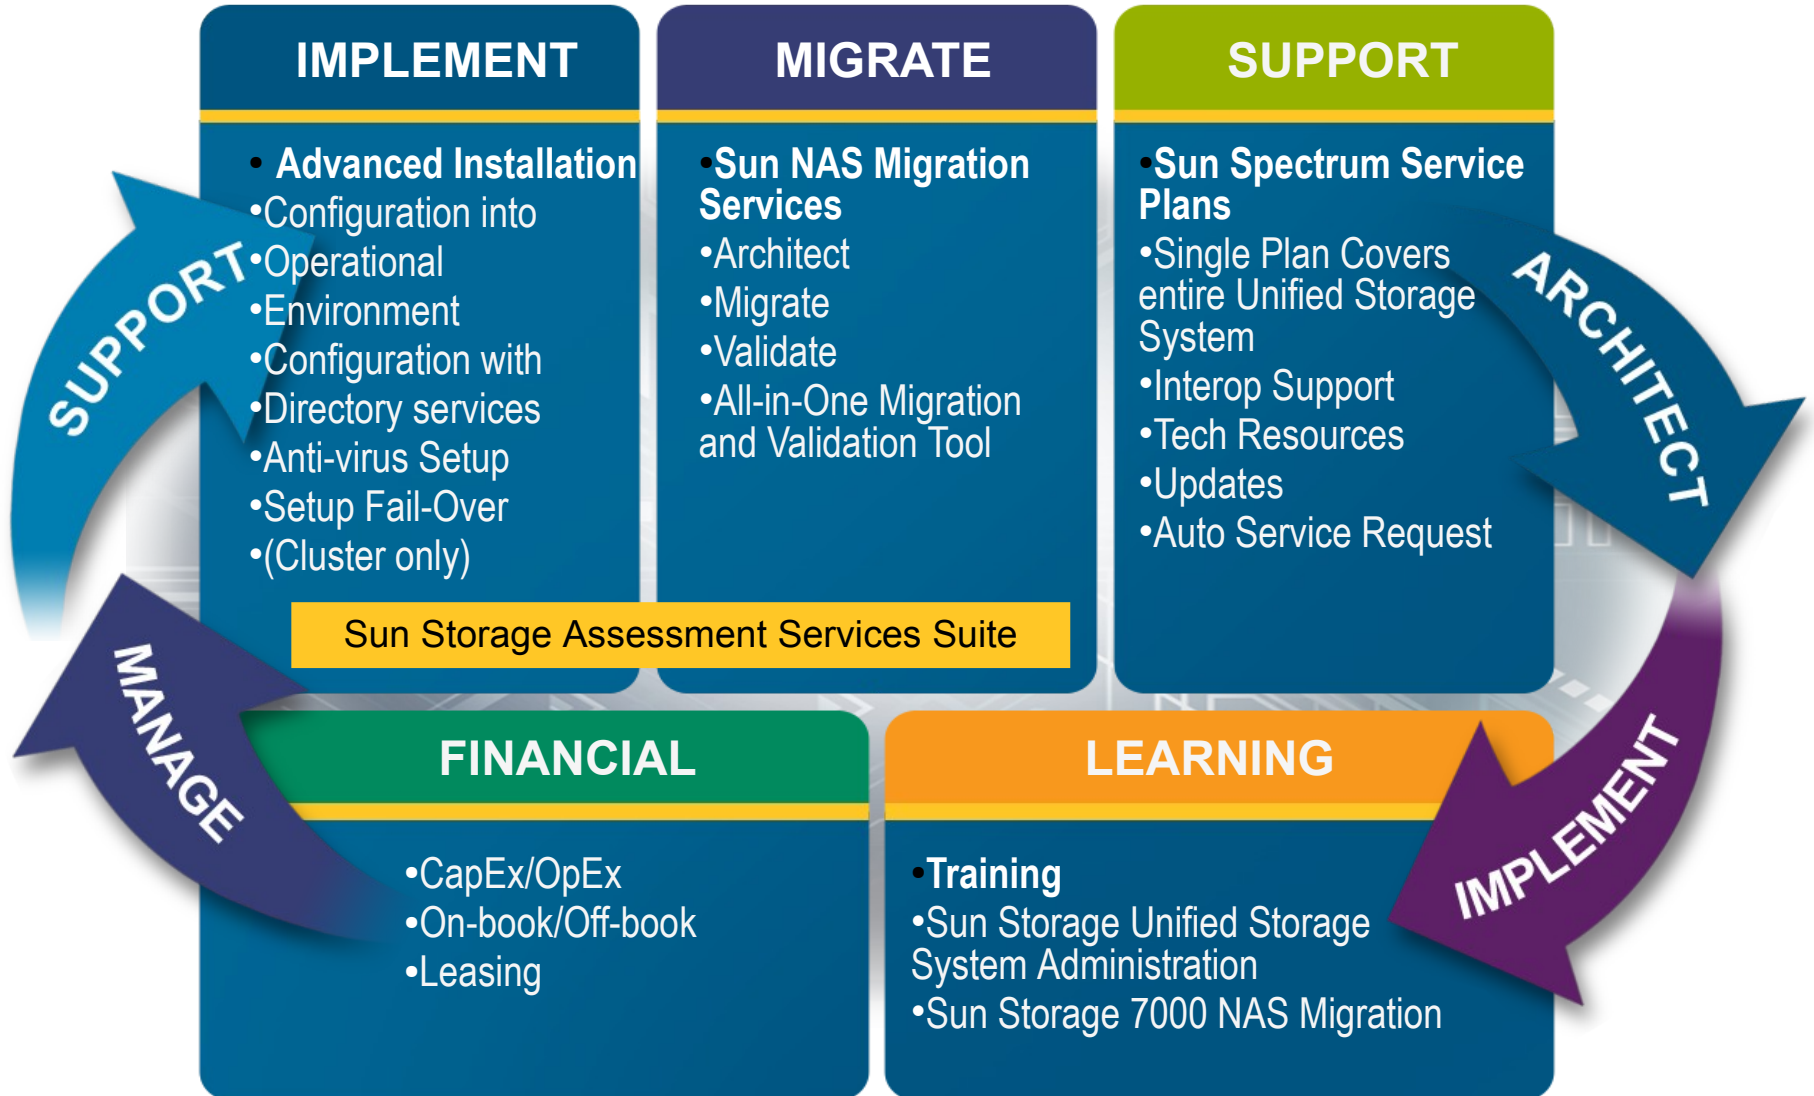 IMPLEMENT
• Advanced Installation
•Configuration into
•Operational
•Environment
•Configuration with
•Directory services
•Anti-virus Setup
•Setup Fail-Over
•(Cluster only)
MIGRATE
•Sun NAS Migration
Services
•Architect
•Migrate
•Validate
•All-in-One Migration
and Validation Tool
Sun Storage Assessment Services Suite
SUPPORT
•Sun Spectrum Service
Plans
•Single Plan Covers
entire Unified Storage
System
•Interop Support
•Tech Resources
•Updates
•Auto Service Request
FINANCIAL
•CapEx/OpEx
•On-book/Off-book
•Leasing
LEARNING
•Training
•Sun Storage Unified Storage
System Administration
•Sun Storage 7000 NAS Migration
SUPPORT
ARCHITECT
IMPLEMENT
MANAGE